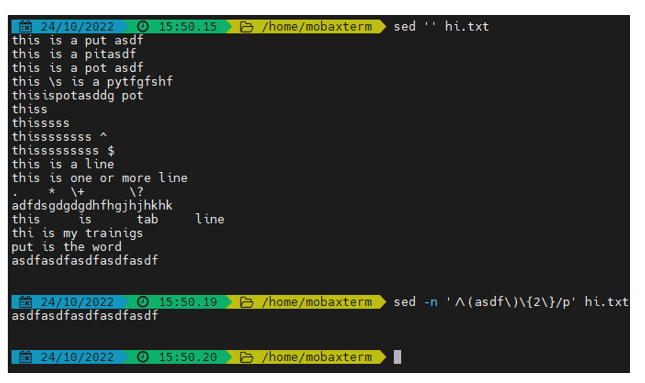 24/10/2022 15:50.15 /home/mobaxterm sed '' hi.txt
this is a put asdf
this is a pitasdf
this is a pot asdf
this \s is a pytfgfshf
thisispotasddg pot
thiss
thisssss
thissssssss ^
thisssssssss $
this is a line
this is one or more line
.    *  \+      \?
adfdsgdgdgdhfhgjhjhkhk
this     is      tab     line
thi is my trainigs
put is the word
asdfasdfasdfasdfasdf
24/10/2022 15:50.19 /home/mobaxterm sed -n '/\(asdf\)\{2\}/p' hi.txt
asdfasdfasdfasdfasdf
24/10/2022 15:50.20 /home/mobaxterm